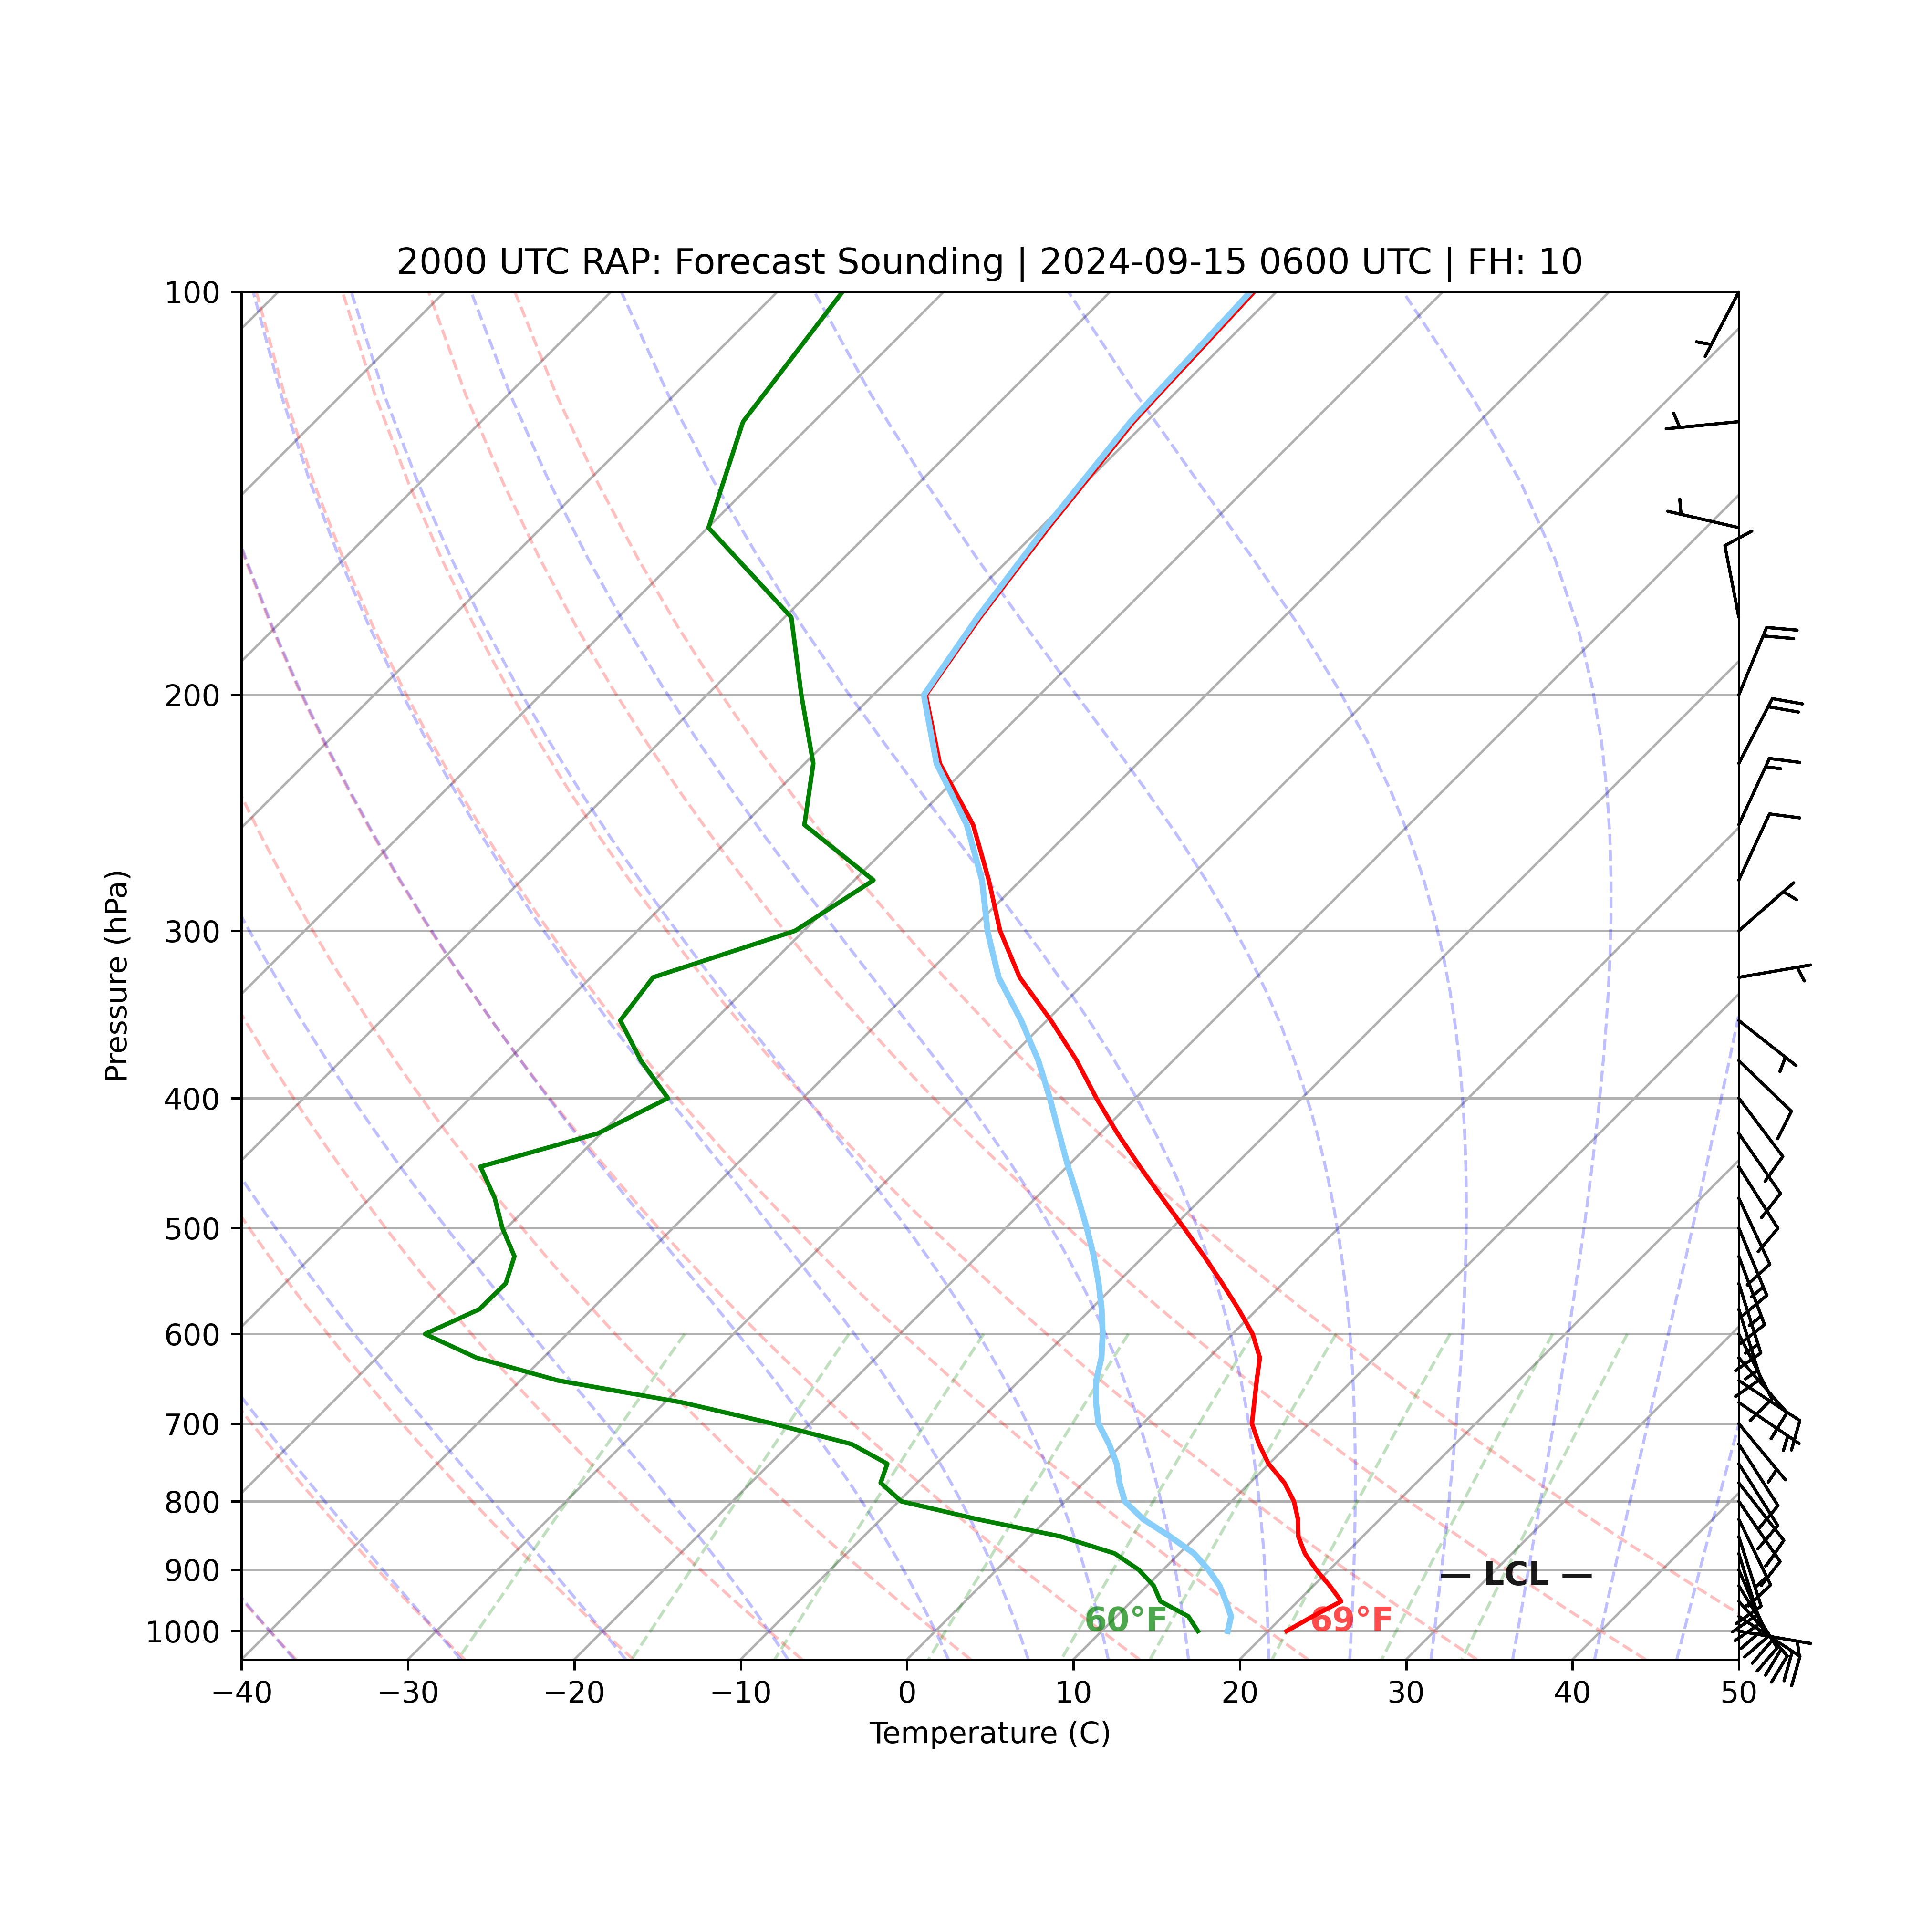 2000 UTC RAP: Forecast Sounding | 2024-09-15 0600 UTC | FH: 10
100
200
300
400
500
600
700
800
900
1000
Pressure (hPa)
— LCL —
60°F
69°F
−40 −30 −20 −10 0 10 20 30 40 50
Temperature (C)